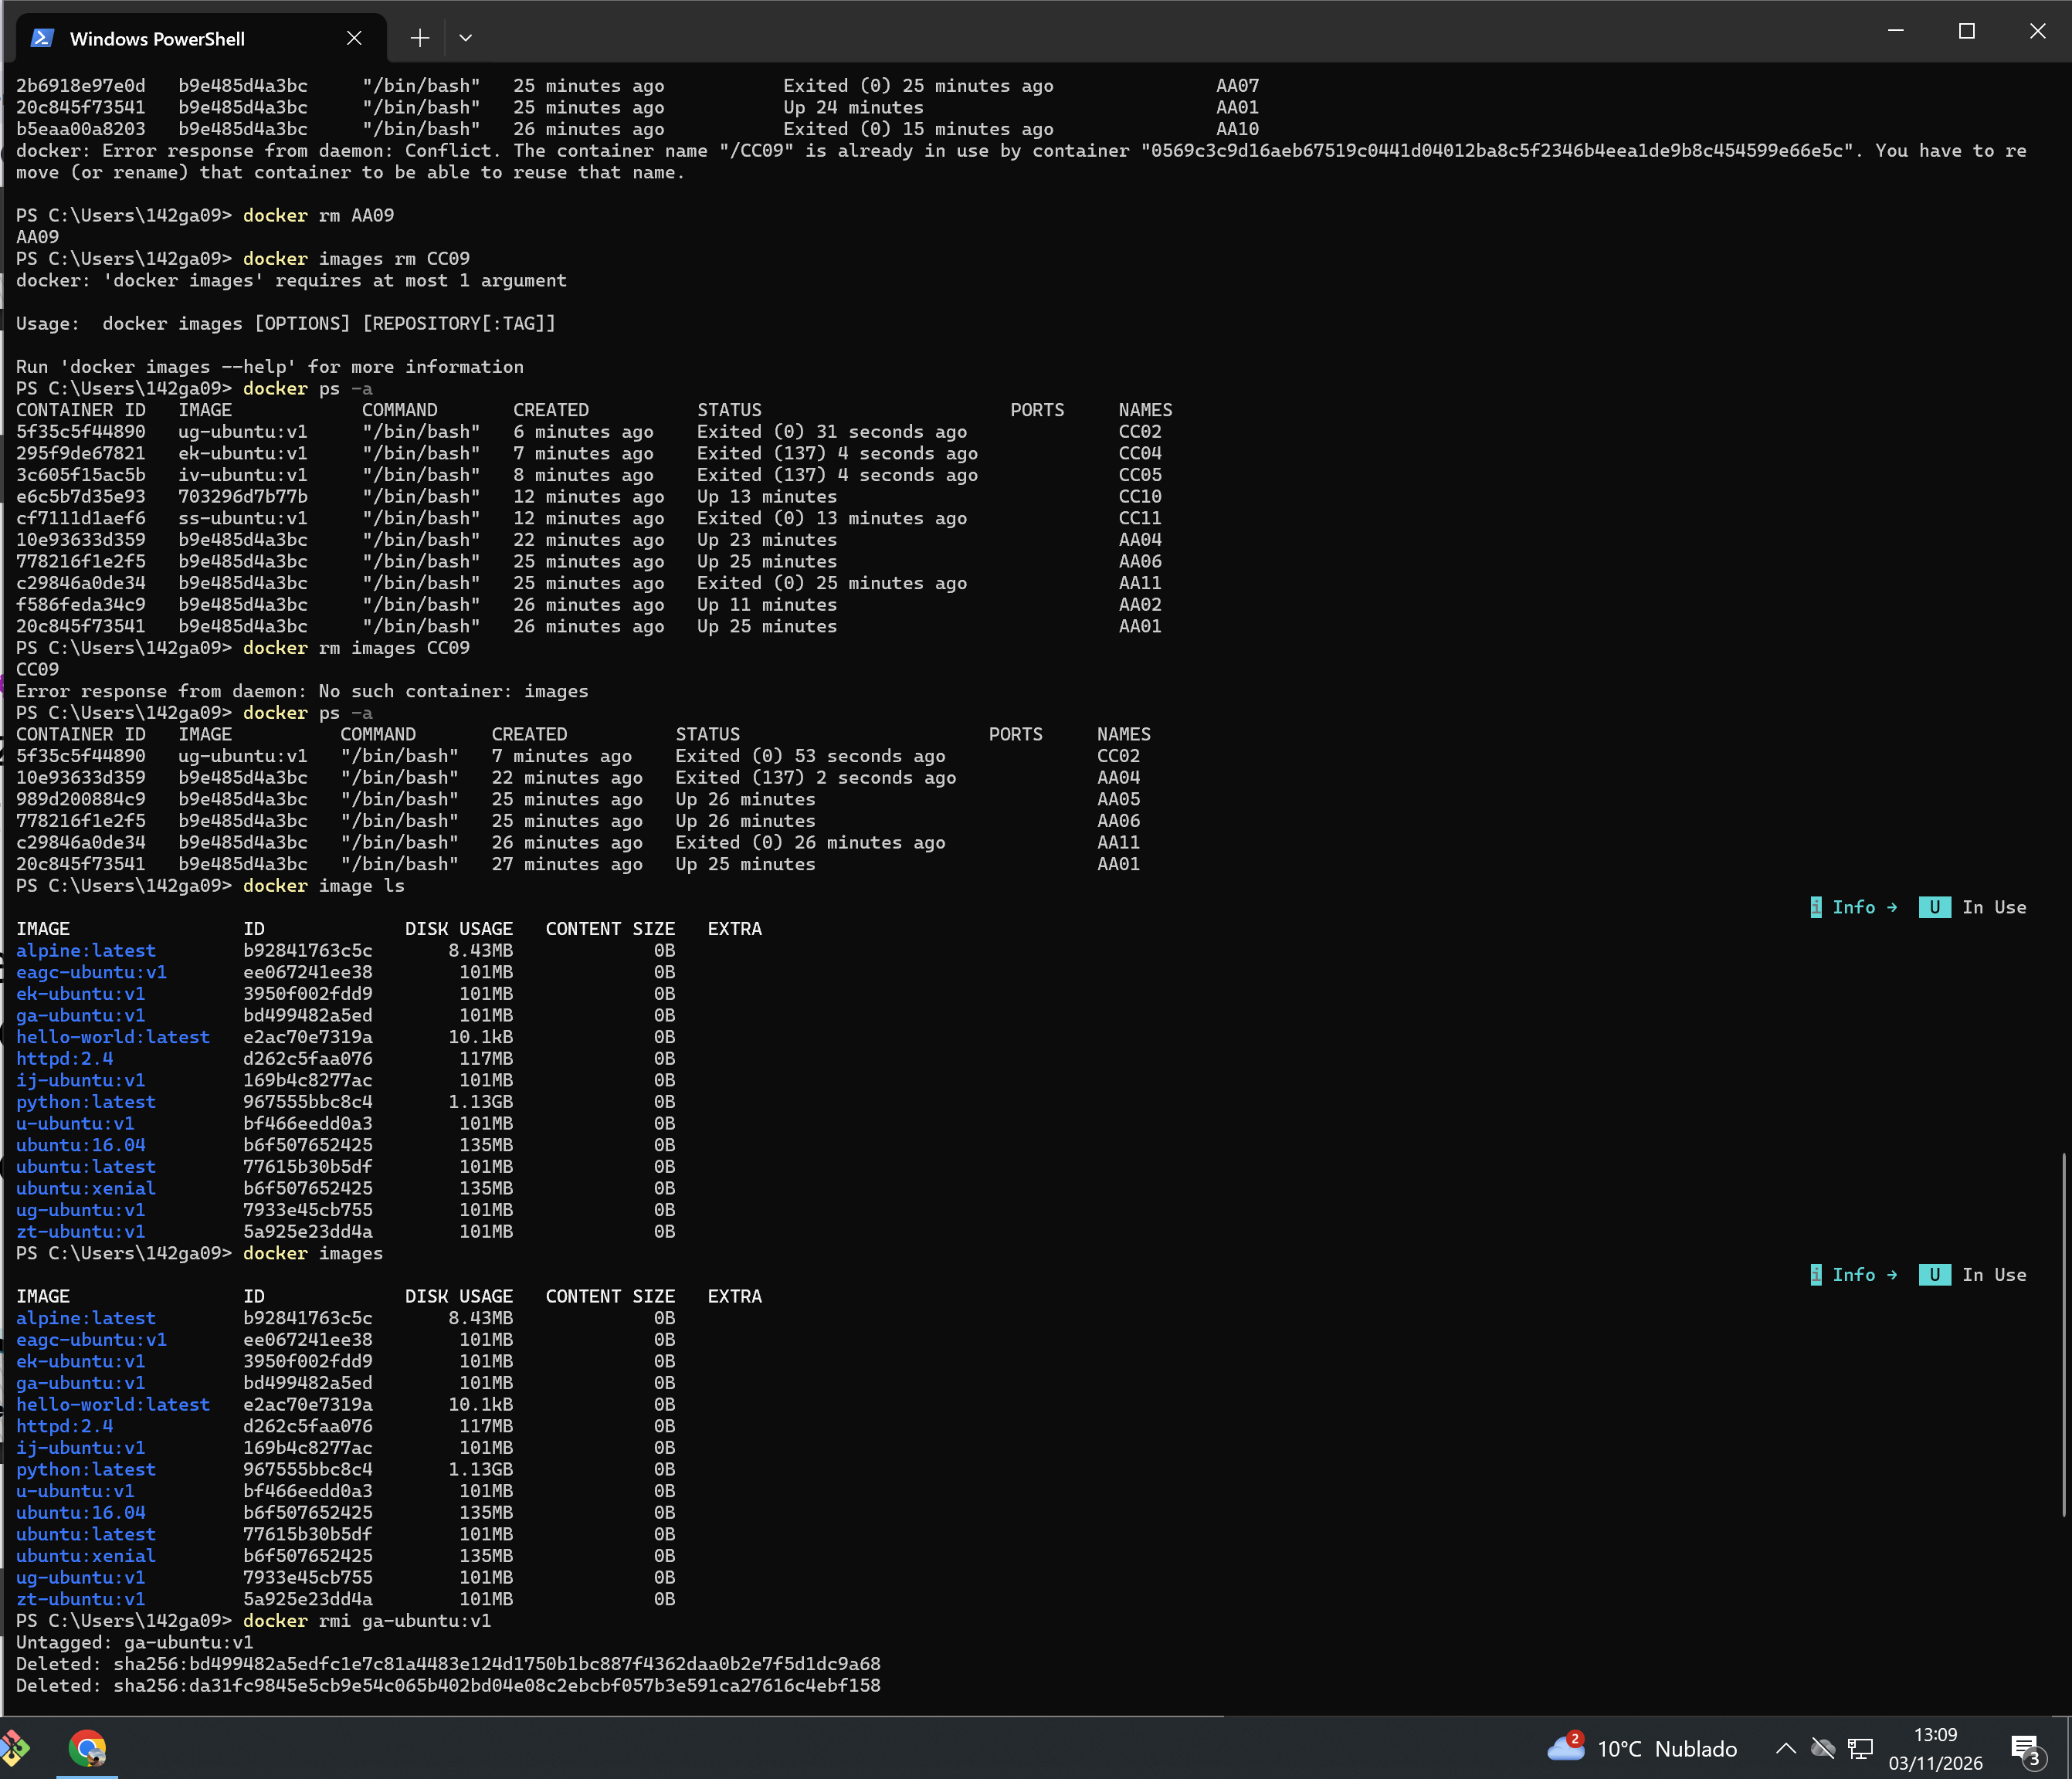 Windows PowerShell
2b6918e97e0d   b9e485d4a3bc     "/bin/bash"   25 minutes ago           Exited (0) 25 minutes ago               AA07
20c845f73541   b9e485d4a3bc     "/bin/bash"   25 minutes ago           Up 24 minutes                           AA01
b5eaa00a8203   b9e485d4a3bc     "/bin/bash"   26 minutes ago           Exited (0) 15 minutes ago               AA10
docker: Error response from daemon: Conflict. The container name "/CC09" is already in use by container "0569c3c9d16aeb67519c0441d04012ba8c5f2346b4eea1de9b8c454599e66e5c". You have to re
move (or rename) that container to be able to reuse that name.
PS C:\Users\142ga09> docker rm AA09
AA09
PS C:\Users\142ga09> docker images rm CC09
docker: 'docker images' requires at most 1 argument
Usage:  docker images [OPTIONS] [REPOSITORY[:TAG]]
Run 'docker images --help' for more information
PS C:\Users\142ga09> docker ps -a
CONTAINER ID   IMAGE            COMMAND       CREATED          STATUS                       PORTS     NAMES
5f35c5f44890   ug-ubuntu:v1     "/bin/bash"   6 minutes ago    Exited (0) 31 seconds ago              CC02
295f9de67821   ek-ubuntu:v1     "/bin/bash"   7 minutes ago    Exited (137) 4 seconds ago             CC04
3c605f15ac5b   iv-ubuntu:v1     "/bin/bash"   8 minutes ago    Exited (137) 4 seconds ago             CC05
e6c5b7d35e93   703296d7b77b     "/bin/bash"   12 minutes ago   Up 13 minutes                          CC10
cf7111d1aef6   ss-ubuntu:v1     "/bin/bash"   12 minutes ago   Exited (0) 13 minutes ago              CC11
10e93633d359   b9e485d4a3bc     "/bin/bash"   22 minutes ago   Up 23 minutes                          AA04
778216f1e2f5   b9e485d4a3bc     "/bin/bash"   25 minutes ago   Up 25 minutes                          AA06
c29846a0de34   b9e485d4a3bc     "/bin/bash"   25 minutes ago   Exited (0) 25 minutes ago              AA11
f586feda34c9   b9e485d4a3bc     "/bin/bash"   26 minutes ago   Up 11 minutes                          AA02
20c845f73541   b9e485d4a3bc     "/bin/bash"   26 minutes ago   Up 25 minutes                          AA01
PS C:\Users\142ga09> docker rm images CC09
CC09
Error response from daemon: No such container: images
PS C:\Users\142ga09> docker ps -a
CONTAINER ID   IMAGE          COMMAND       CREATED          STATUS                       PORTS     NAMES
5f35c5f44890   ug-ubuntu:v1   "/bin/bash"   7 minutes ago    Exited (0) 53 seconds ago              CC02
10e93633d359   b9e485d4a3bc   "/bin/bash"   22 minutes ago   Exited (137) 2 seconds ago             AA04
989d200884c9   b9e485d4a3bc   "/bin/bash"   25 minutes ago   Up 26 minutes                          AA05
778216f1e2f5   b9e485d4a3bc   "/bin/bash"   25 minutes ago   Up 26 minutes                          AA06
c29846a0de34   b9e485d4a3bc   "/bin/bash"   26 minutes ago   Exited (0) 26 minutes ago              AA11
20c845f73541   b9e485d4a3bc   "/bin/bash"   27 minutes ago   Up 25 minutes                          AA01
PS C:\Users\142ga09> docker image ls
i Info →   U  In Use
IMAGE                ID             DISK USAGE   CONTENT SIZE   EXTRA
alpine:latest        b92841763c5c       8.43MB             0B
eagc-ubuntu:v1       ee067241ee38        101MB             0B
ek-ubuntu:v1         3950f002fdd9        101MB             0B
ga-ubuntu:v1         bd499482a5ed        101MB             0B
hello-world:latest   e2ac70e7319a       10.1kB             0B
httpd:2.4            d262c5faa076        117MB             0B
ij-ubuntu:v1         169b4c8277ac        101MB             0B
python:latest        967555bbc8c4       1.13GB             0B
u-ubuntu:v1          bf466eedd0a3        101MB             0B
ubuntu:16.04         b6f507652425        135MB             0B
ubuntu:latest        77615b30b5df        101MB             0B
ubuntu:xenial        b6f507652425        135MB             0B
ug-ubuntu:v1         7933e45cb755        101MB             0B
zt-ubuntu:v1         5a925e23dd4a        101MB             0B
PS C:\Users\142ga09> docker images
i Info →   U  In Use
IMAGE                ID             DISK USAGE   CONTENT SIZE   EXTRA
alpine:latest        b92841763c5c       8.43MB             0B
eagc-ubuntu:v1       ee067241ee38        101MB             0B
ek-ubuntu:v1         3950f002fdd9        101MB             0B
ga-ubuntu:v1         bd499482a5ed        101MB             0B
hello-world:latest   e2ac70e7319a       10.1kB             0B
httpd:2.4            d262c5faa076        117MB             0B
ij-ubuntu:v1         169b4c8277ac        101MB             0B
python:latest        967555bbc8c4       1.13GB             0B
u-ubuntu:v1          bf466eedd0a3        101MB             0B
ubuntu:16.04         b6f507652425        135MB             0B
ubuntu:latest        77615b30b5df        101MB             0B
ubuntu:xenial        b6f507652425        135MB             0B
ug-ubuntu:v1         7933e45cb755        101MB             0B
zt-ubuntu:v1         5a925e23dd4a        101MB             0B
PS C:\Users\142ga09> docker rmi ga-ubuntu:v1
Untagged: ga-ubuntu:v1
Deleted: sha256:bd499482a5edfc1e7c81a4483e124d1750b1bc887f4362daa0b2e7f5d1dc9a68
Deleted: sha256:da31fc9845e5cb9e54c065b402bd04e08c2ebcbf057b3e591ca27616c4ebf158
2 10°C Nublado
13:09
03/11/2026
3